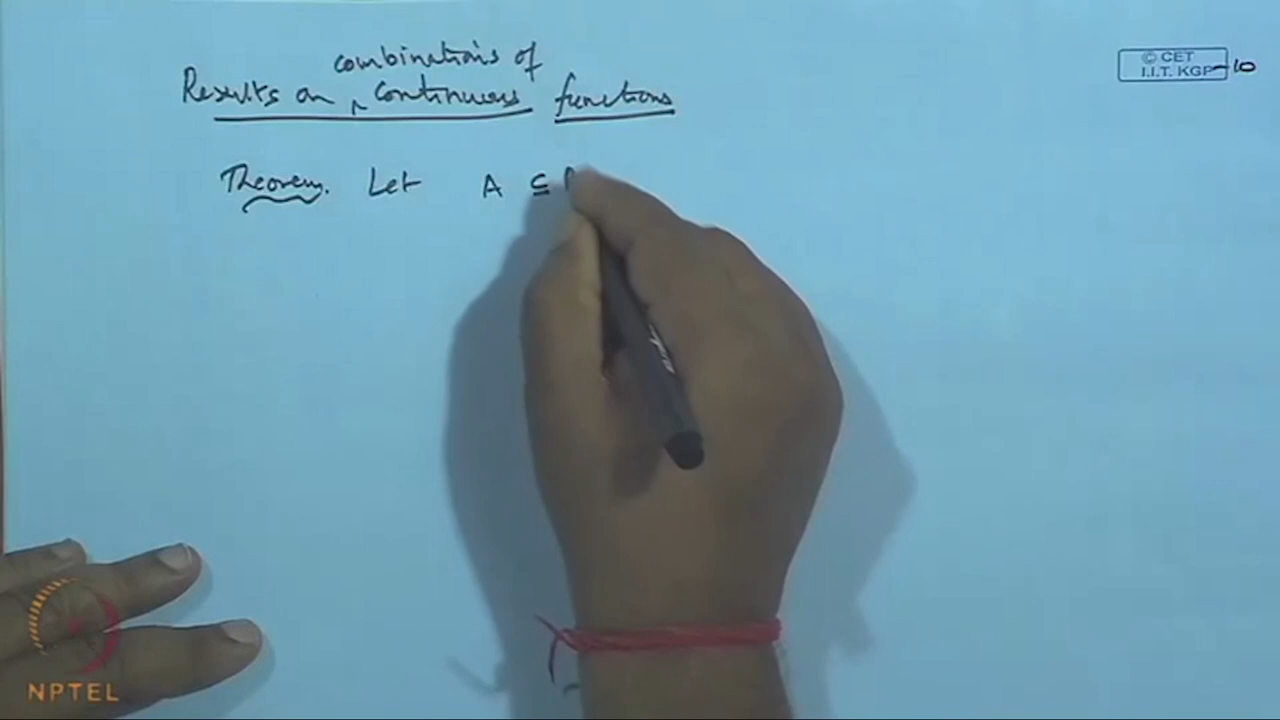 combinations of
Results on ‸ continuous functions
Theorem. Let A ⊆
© CET
I.I.T. KGP -10
NPTEL